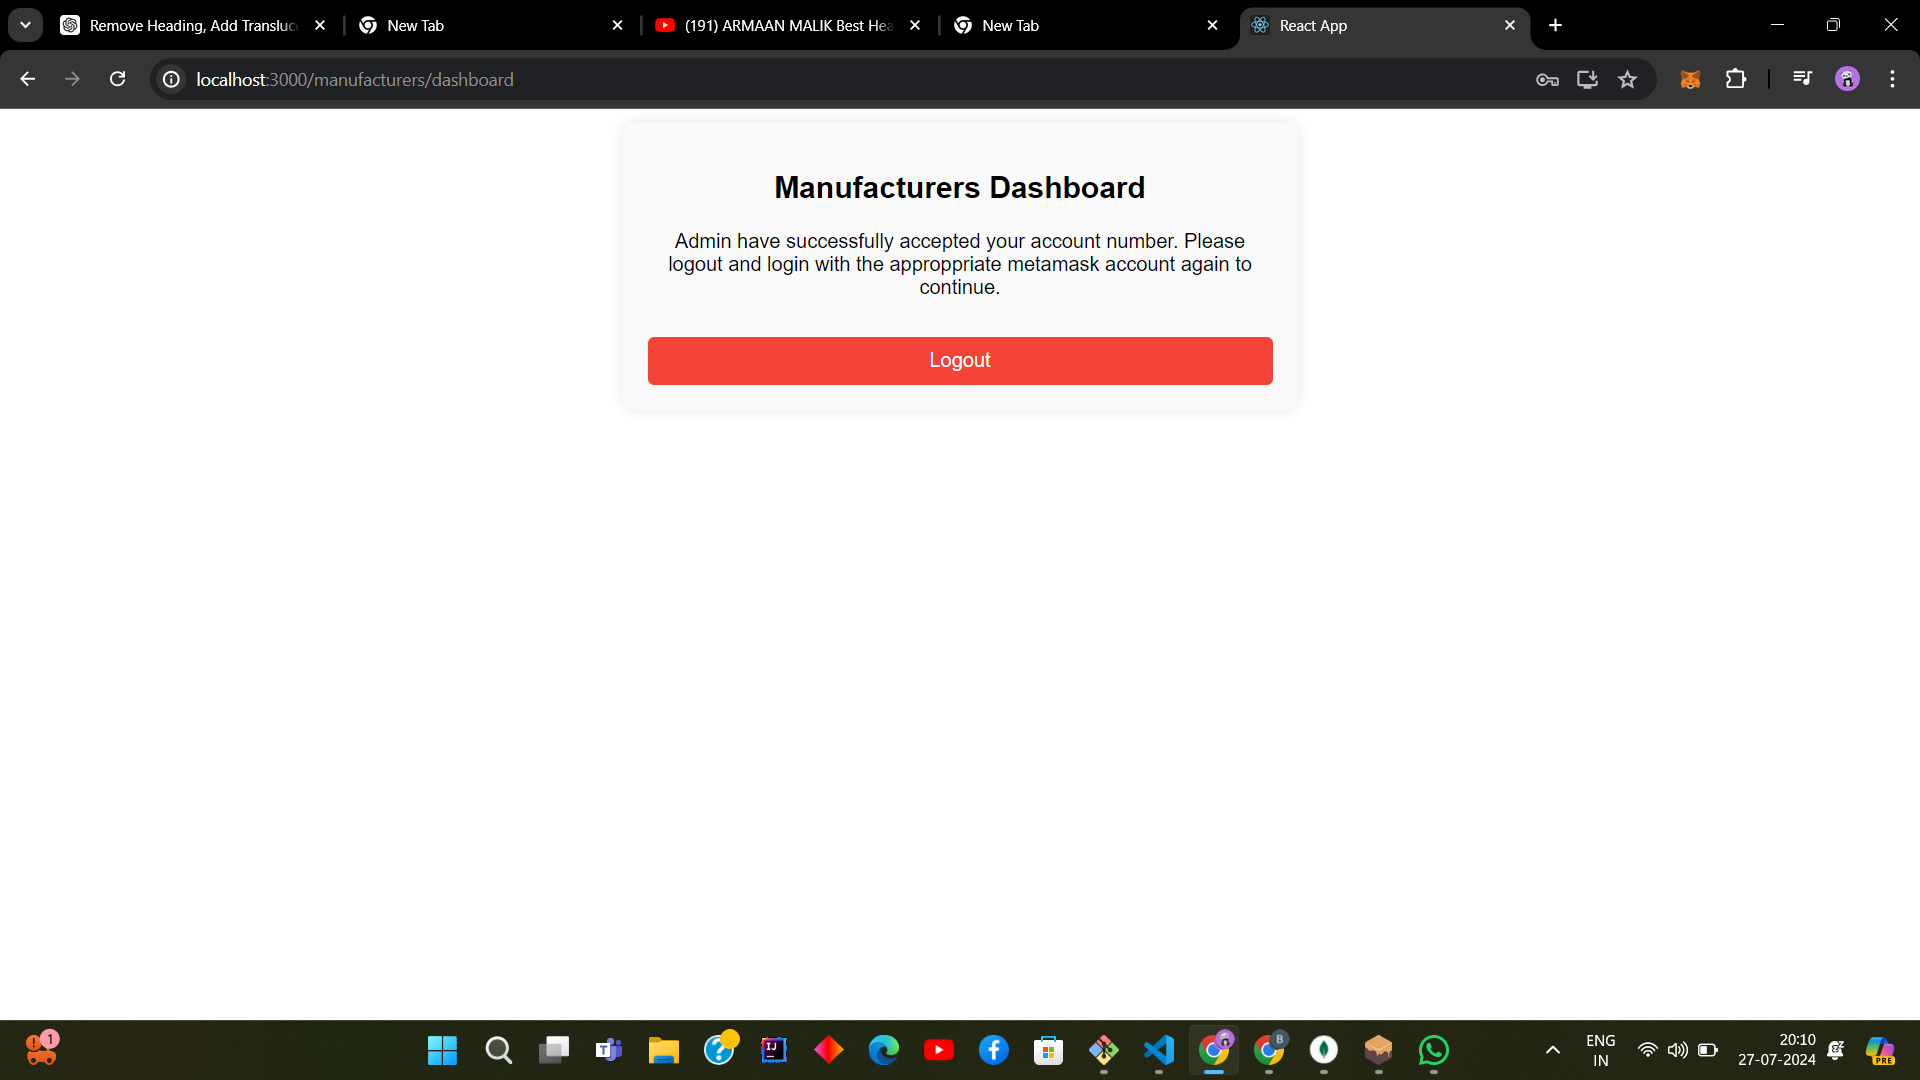 Remove Heading, Add Transluc
New Tab
(191) ARMAAN MALIK Best Hea
New Tab
React App
localhost:3000/manufacturers/dashboard
Manufacturers Dashboard
Admin have successfully accepted your account number. Please
logout and login with the approppriate metamask account again to
continue.
Logout
1
IJ
B
ENG
IN
20:10
27-07-2024
PRE